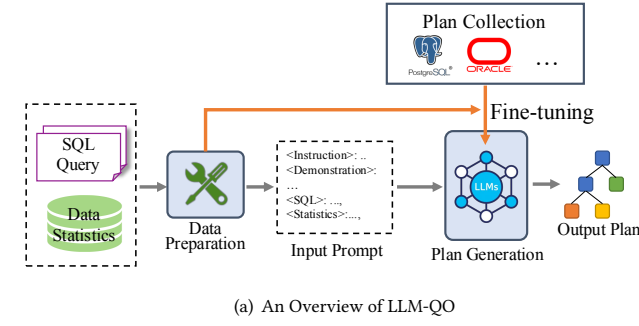 Plan Collection
PostgreSQL
ORACLE
...
Fine-tuning
SQL
Query
Data
Statistics
Data
Preparation
<Instruction>: ..
<Demonstration>:
...
<SQL>: ...,
<Statistics>:...,
Input Prompt
LLMs
Plan Generation
Output Plan
(a) An Overview of LLM-QO